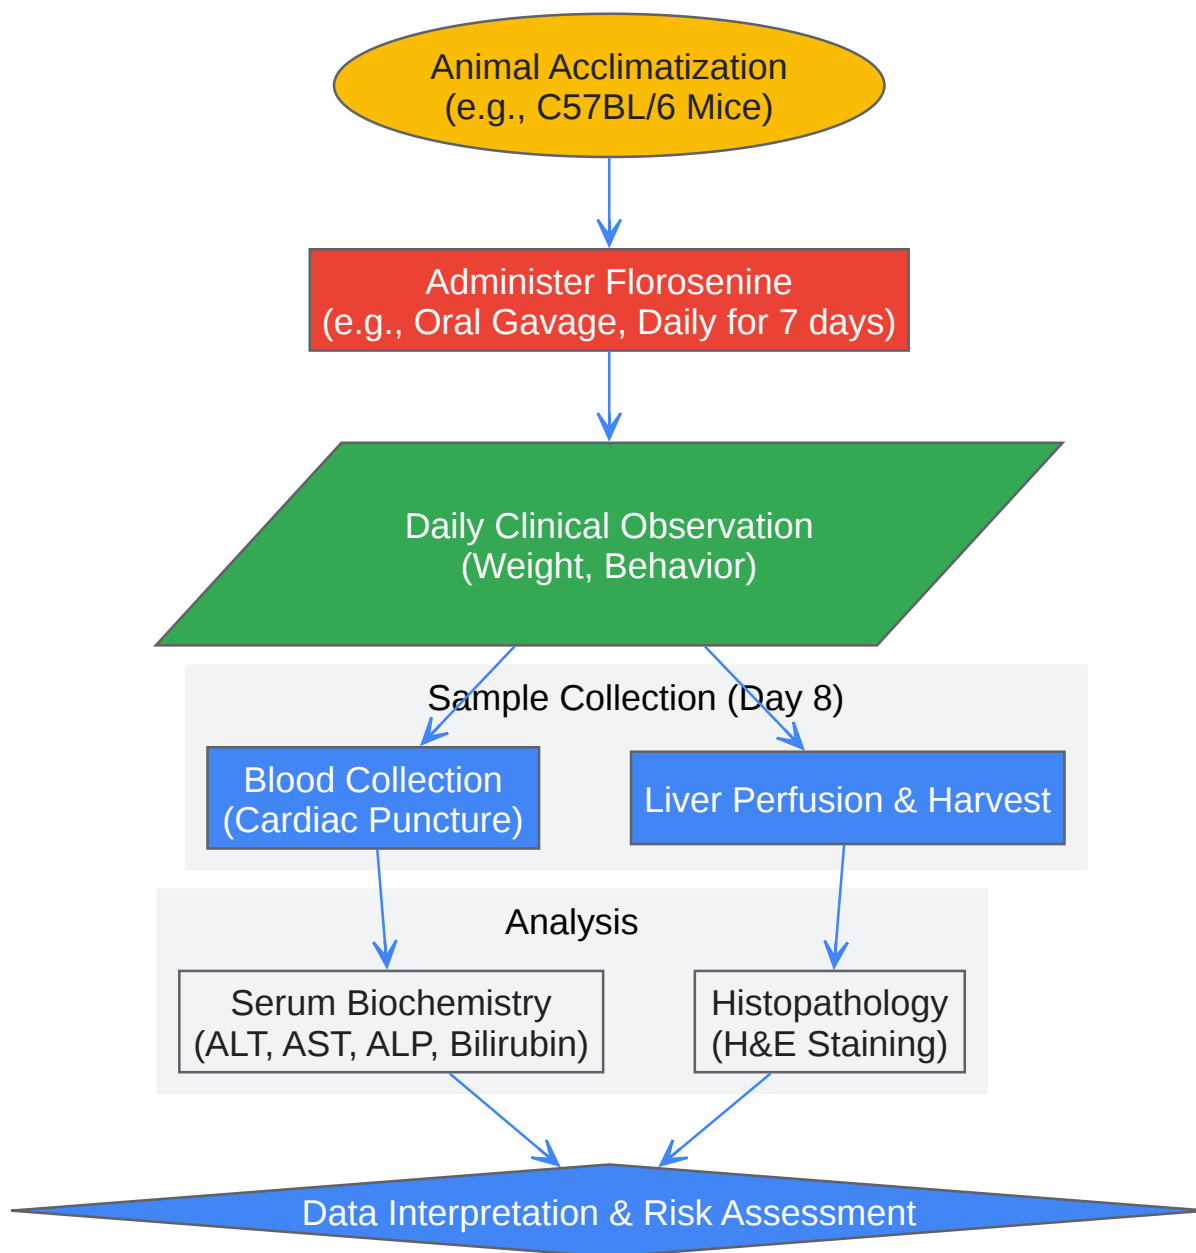 Animal Acclimatization
(e.g., C57BL/6 Mice)
Administer Florosenine
(e.g., Oral Gavage, Daily for 7 days)
Daily Clinical Observation
(Weight, Behavior)
Sample Collection (Day 8)
Blood Collection
(Cardiac Puncture)
Liver Perfusion & Harvest
Analysis
Serum Biochemistry
(ALT, AST, ALP, Bilirubin)
Histopathology
(H&E Staining)
Data Interpretation & Risk Assessment